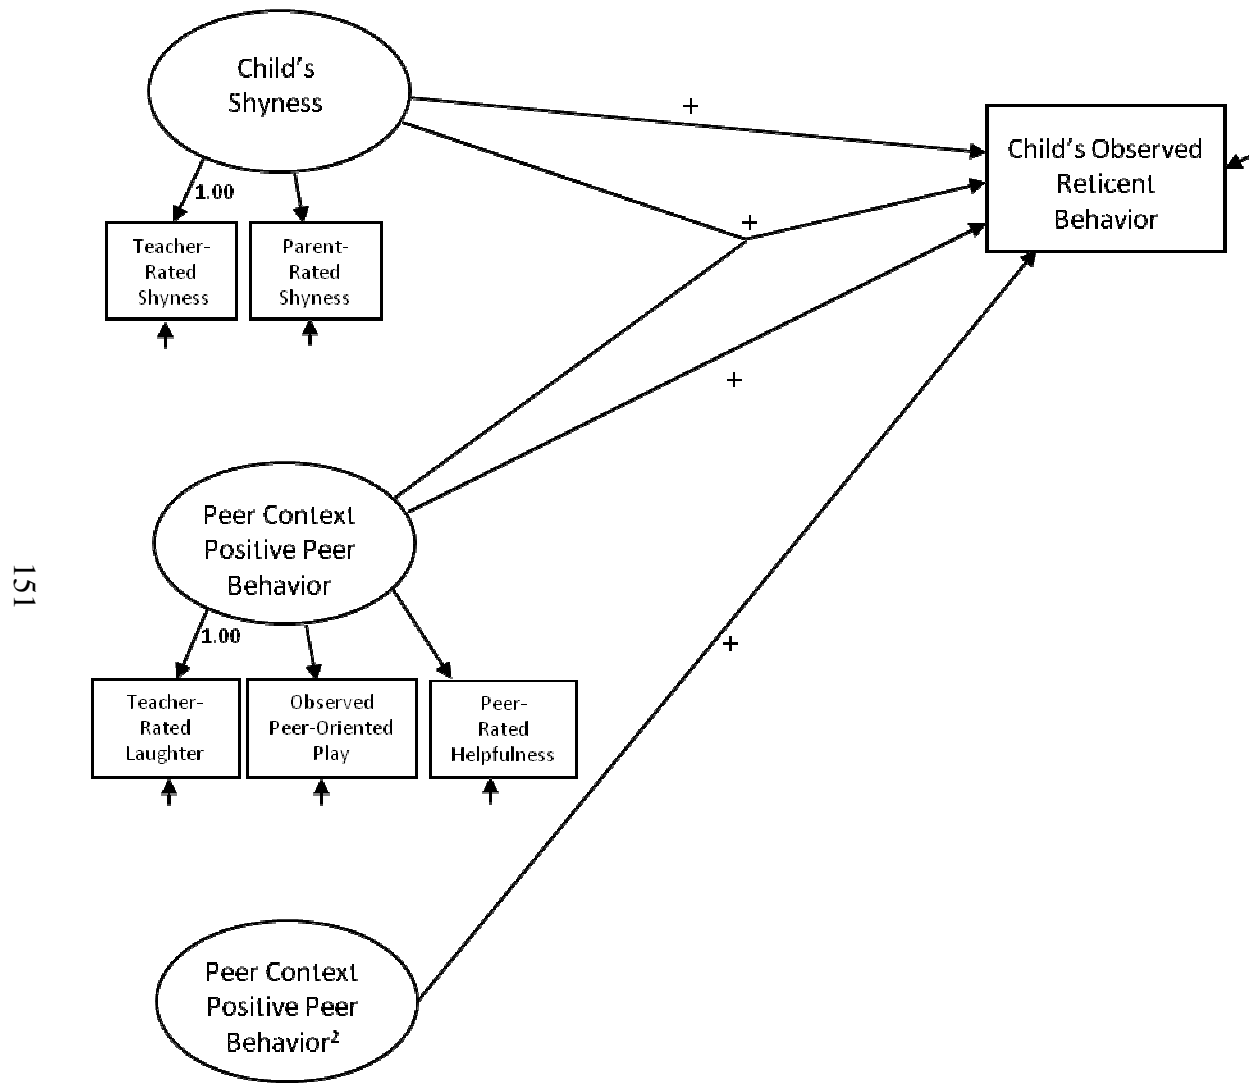 Child's
Shyness
+
Child's Observed
Reticent
Behavior
1.00
+
Teacher-
Rated
Shyness
Parent-
Rated
Shyness
+
Peer Context
Positive Peer
Behavior
151
1.00
+
Teacher-
Rated
Laughter
Observed
Peer-Oriented
Play
Peer-
Rated
Helpfulness
Peer Context
Positive Peer
Behavior²